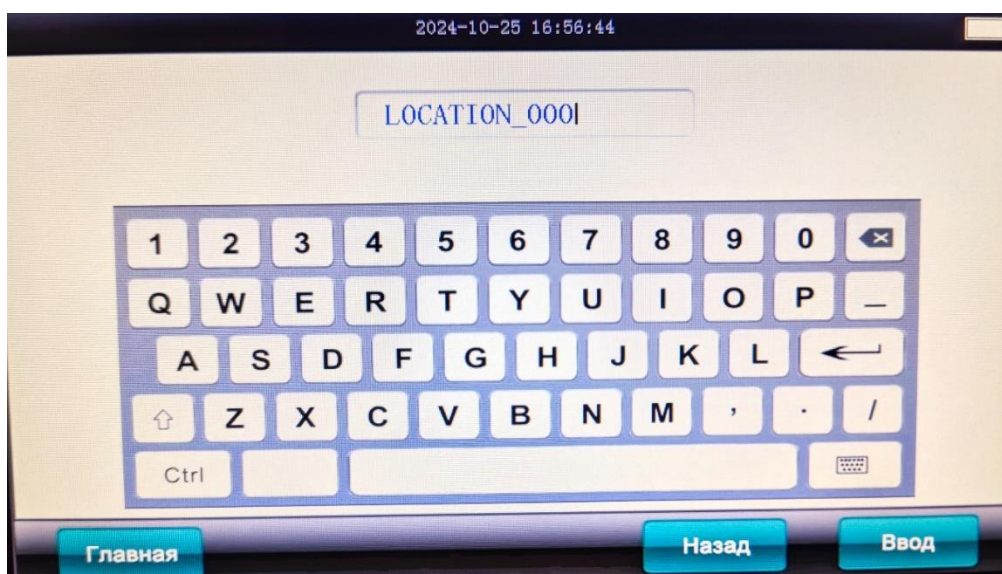 2024-10-25 16:56:44
LOCATION_000
1 2 3 4 5 6 7 8 9 0
Q W E R T Y U I O P _
A S D F G H J K L
Z X C V B N M , . /
Ctrl
Главная Назад Ввод